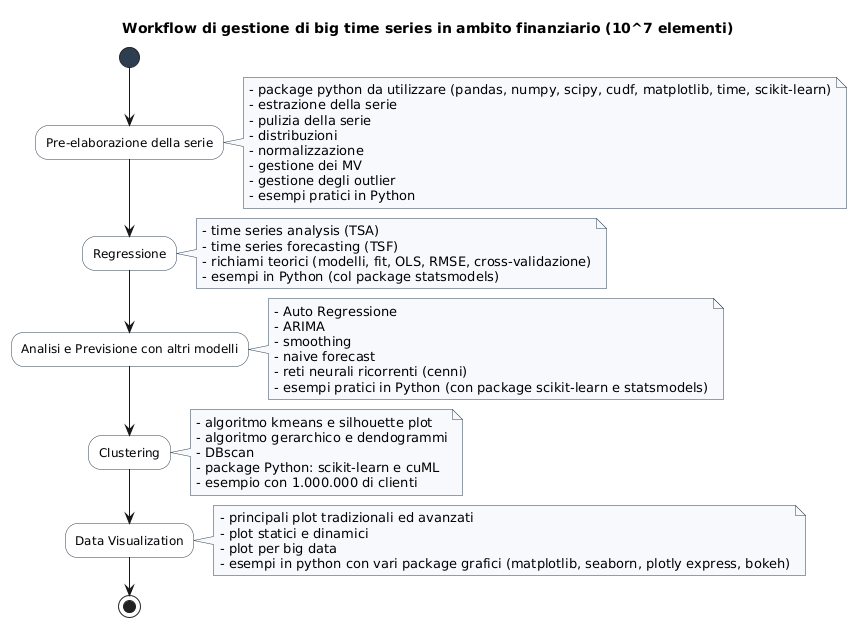 Workflow di gestione di big time series in ambito finanziario (10^7 elementi)
Pre-elaborazione della serie
- package python da utilizzare (pandas, numpy, scipy, cudf, matplotlib, time, scikit-learn)
- estrazione della serie
- pulizia della serie
- distribuzioni
- normalizzazione
- gestione dei MV
- gestione degli outlier
- esempi pratici in Python
Regressione
- time series analysis (TSA)
- time series forecasting (TSF)
- richiami teorici (modelli, fit, OLS, RMSE, cross-validazione)
- esempi in Python (col package statsmodels)
Analisi e Previsione con altri modelli
- Auto Regressione
- ARIMA
- smoothing
- naive forecast
- reti neurali ricorrenti (cenni)
- esempi pratici in Python (con package scikit-learn e statsmodels)
Clustering
- algoritmo kmeans e silhouette plot
- algoritmo gerarchico e dendogrammi
- DBscan
- package Python: scikit-learn e cuML
- esempio con 1.000.000 di clienti
Data Visualization
- principali plot tradizionali ed avanzati
- plot statici e dinamici
- plot per big data
- esempi in python con vari package grafici (matplotlib, seaborn, plotly express, bokeh)